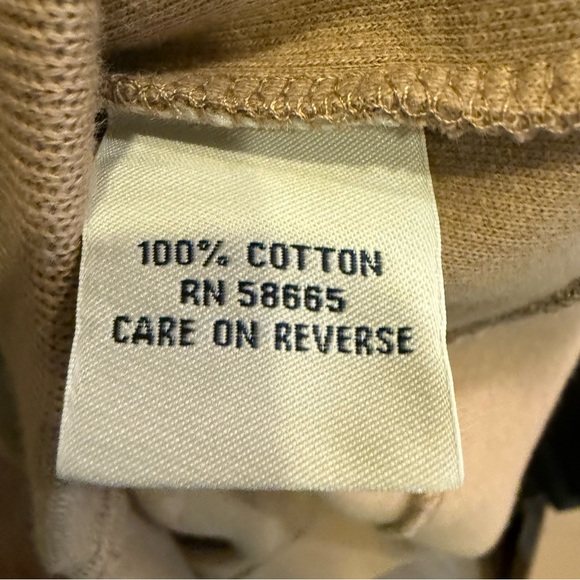 100% COTTON
RN 58665
CARE ON REVERSE